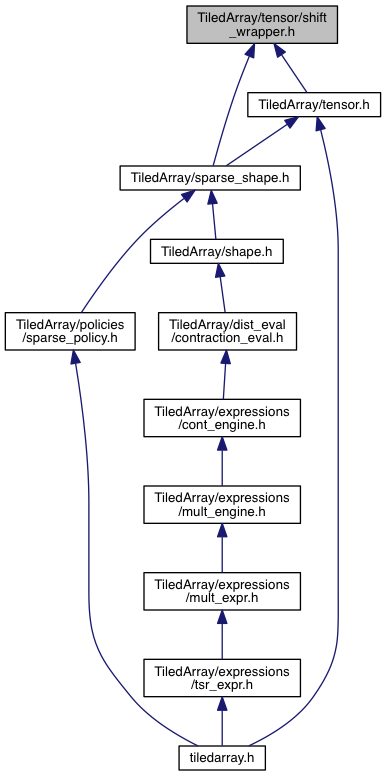 TiledArray/tensor/shift
_wrapper.h
TiledArray/tensor.h
TiledArray/sparse_shape.h
TiledArray/shape.h
TiledArray/policies
/sparse_policy.h
TiledArray/dist_eval
/contraction_eval.h
TiledArray/expressions
/cont_engine.h
TiledArray/expressions
/mult_engine.h
TiledArray/expressions
/mult_expr.h
TiledArray/expressions
/tsr_expr.h
tiledarray.h